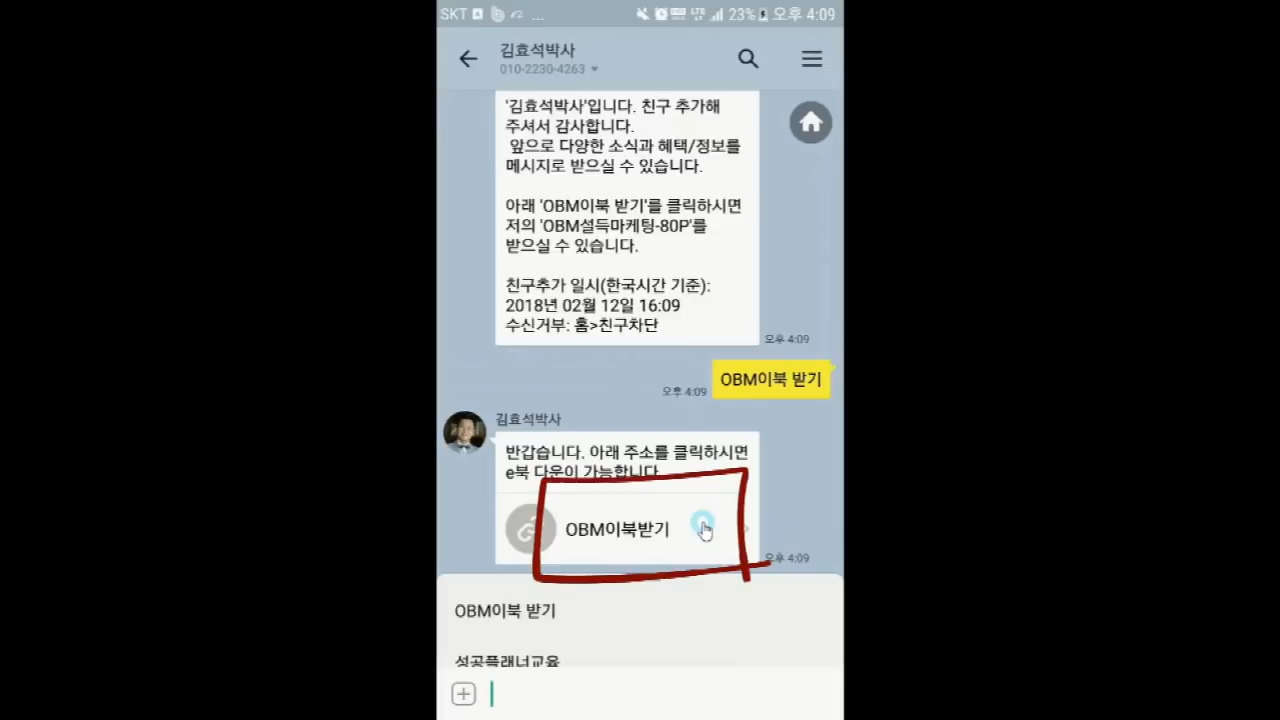 SKT ... LTE 23% 오후 4:09
김효석박사
010-2230-4263
'김효석박사'입니다. 친구 추가해
주셔서 감사합니다.
앞으로 다양한 소식과 혜택/정보를
메시지로 받으실 수 있습니다.
아래 'OBM이북 받기'를 클릭하시면
저의 'OBM설득마케팅-80P'를
받으실 수 있습니다.
친구추가 일시(한국시간 기준):
2018년 02월 12일 16:09
수신거부: 홈>친구차단
오후 4:09
OBM이북 받기
오후 4:09
김효석박사
반갑습니다. 아래 주소를 클릭하시면
e북 다운이 가능합니다
OBM이북받기
오후 4:09
OBM이북 받기
성공플래너교육